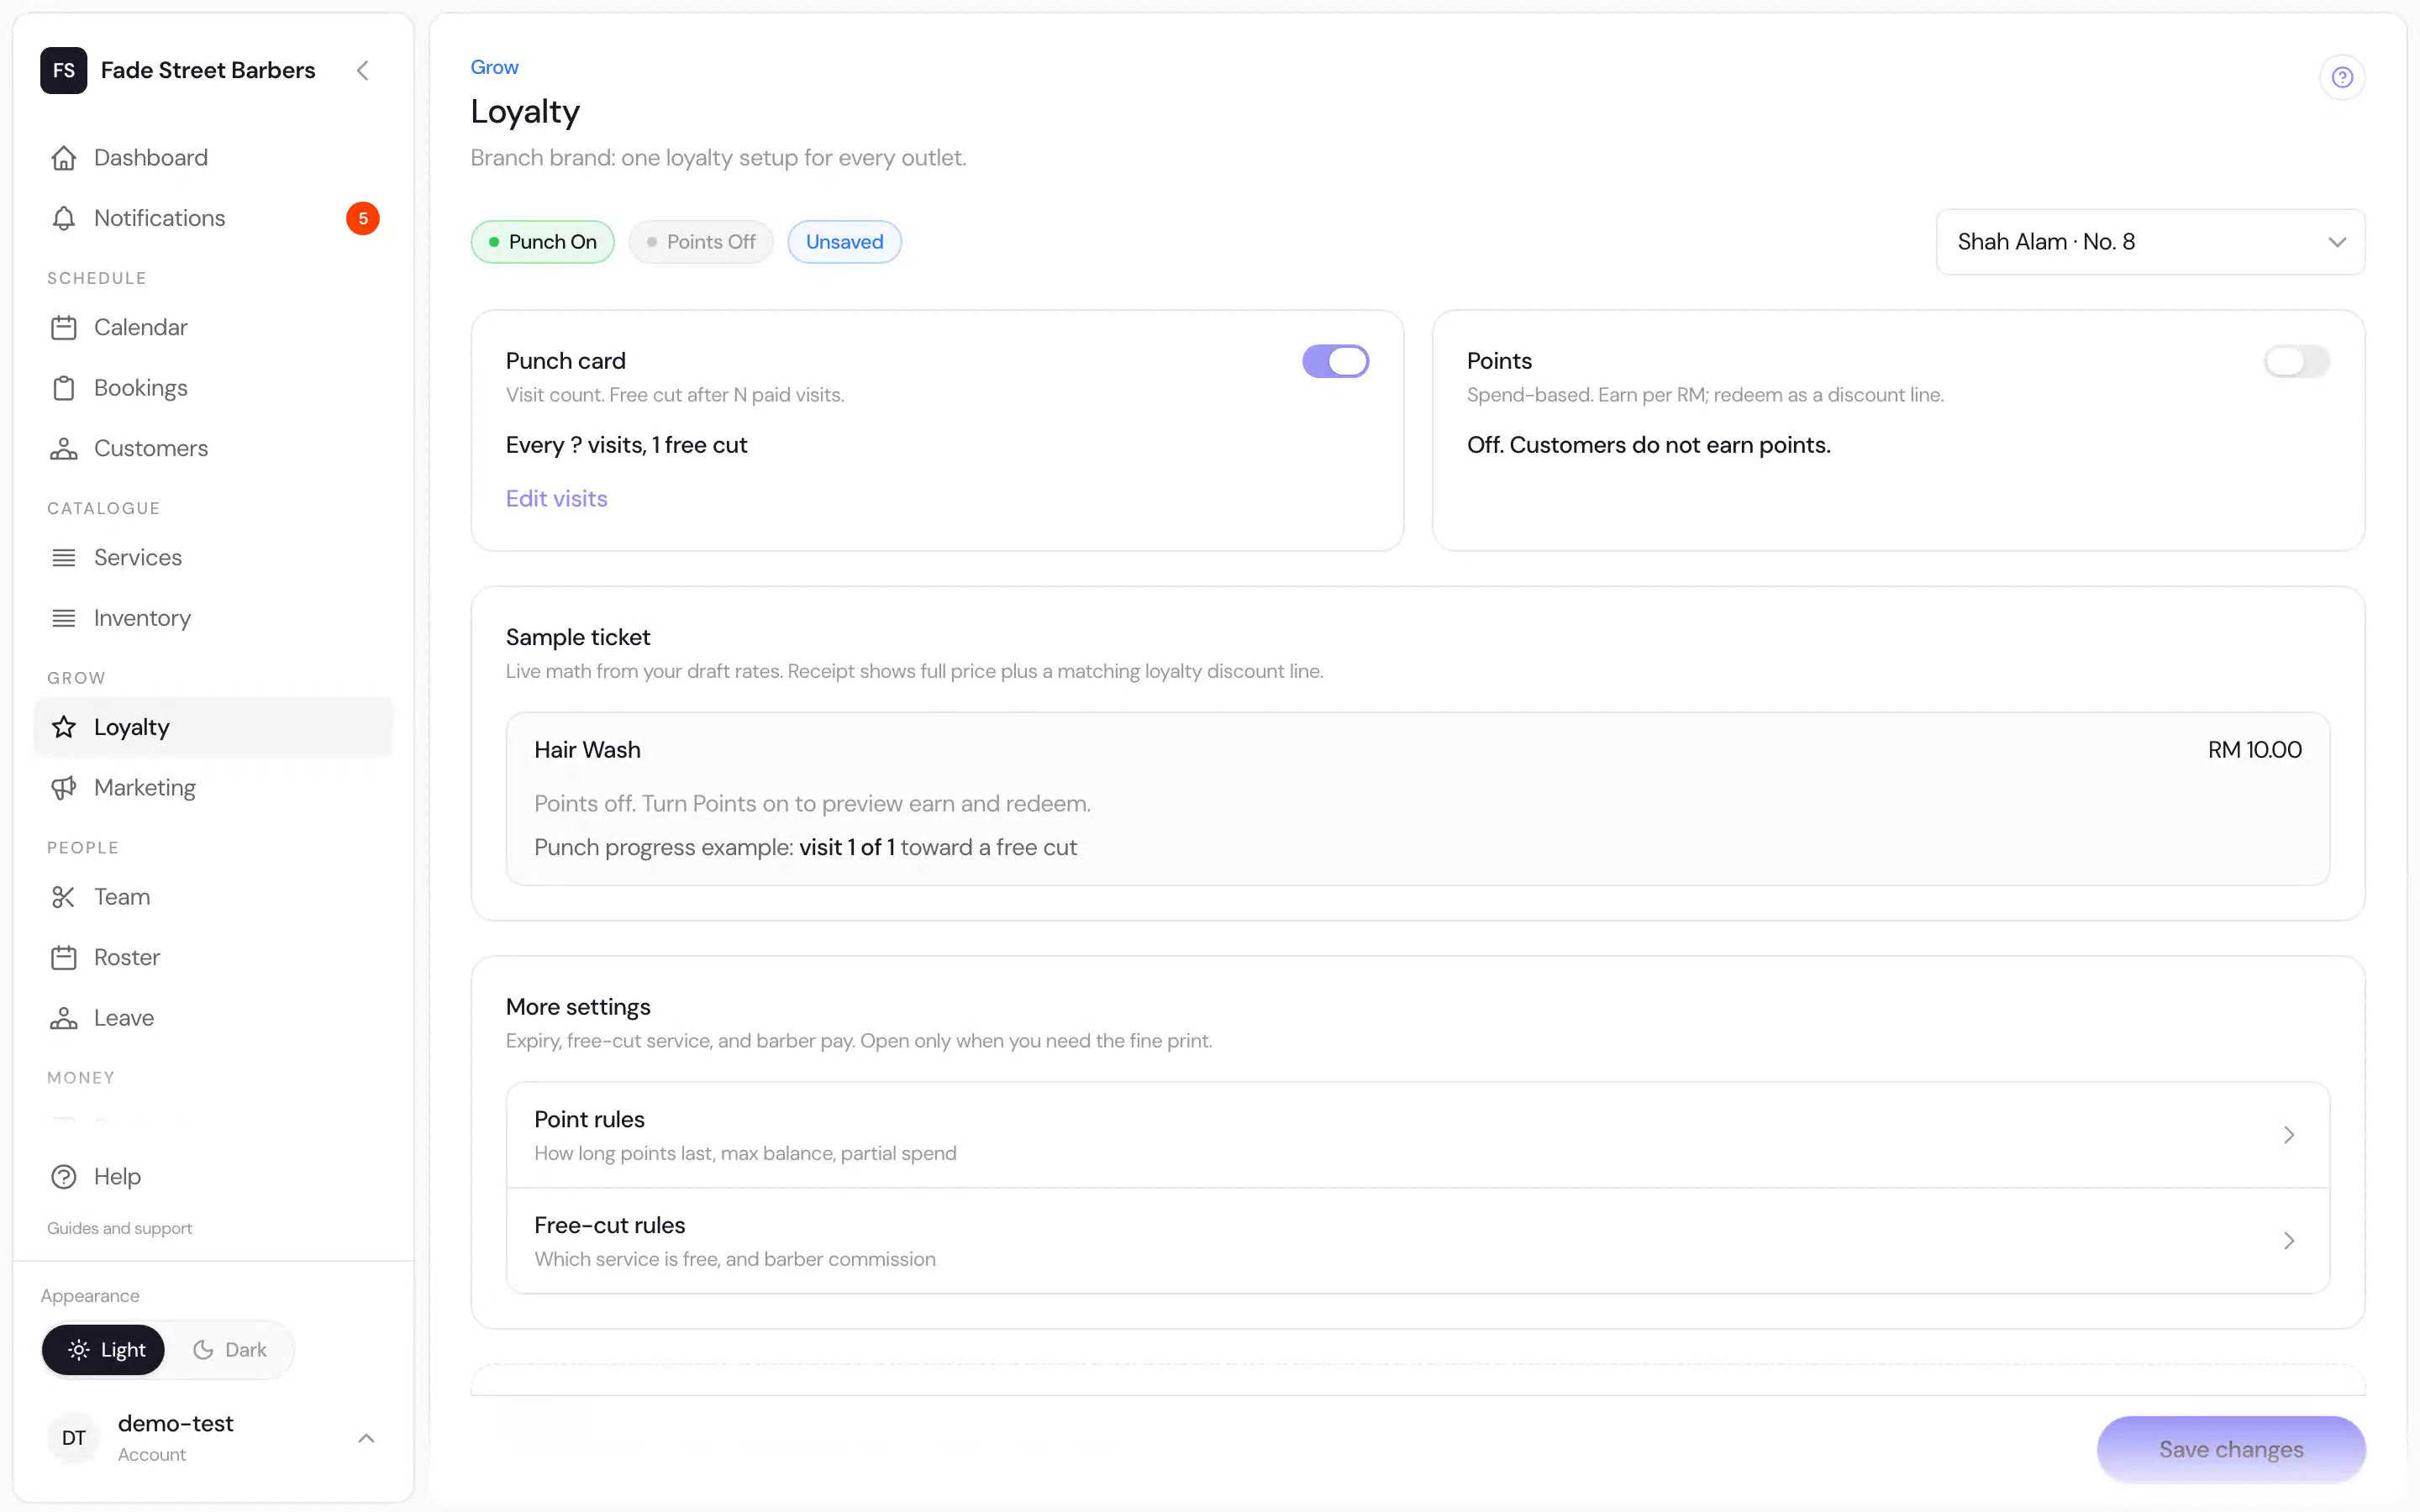 FS
Fade Street Barbers
Dashboard
Notifications
5
SCHEDULE
Calendar
Bookings
Customers
CATALOGUE
Services
Inventory
GROW
Loyalty
Marketing
PEOPLE
Team
Roster
Leave
MONEY
Help
Guides and support
Appearance
Light
Dark
DT
demo-test
Account
Grow
Loyalty
Branch brand: one loyalty setup for every outlet.
Punch On
Points Off
Unsaved
Shah Alam · No. 8
Punch card
Visit count. Free cut after N paid visits.
Every ? visits, 1 free cut
Edit visits
Points
Spend-based. Earn per RM; redeem as a discount line.
Off. Customers do not earn points.
Sample ticket
Live math from your draft rates. Receipt shows full price plus a matching loyalty discount line.
Hair Wash
RM 10.00
Points off. Turn Points on to preview earn and redeem.
Punch progress example: visit 1 of 1 toward a free cut
More settings
Expiry, free-cut service, and barber pay. Open only when you need the fine print.
Point rules
How long points last, max balance, partial spend
Free-cut rules
Which service is free, and barber commission
Save changes